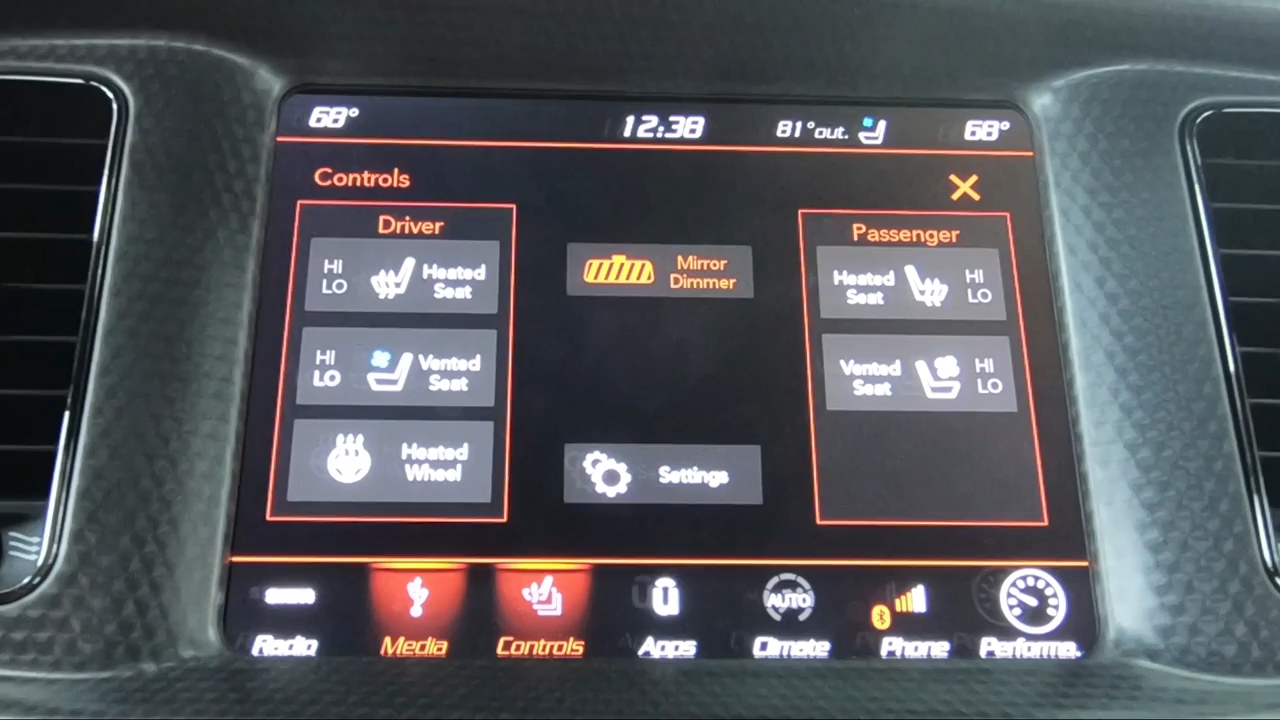 68°
12:38
81°out.
68°
Controls
Driver
HI
LO
Heated
Seat
HI
LO
Vented
Seat
Heated
Wheel
Mirror
Dimmer
Settings
Passenger
Heated
Seat
HI
LO
Vented
Seat
HI
LO
AUTO
Radio
Media
Controls
Apps
Climate
Phone
Performa.